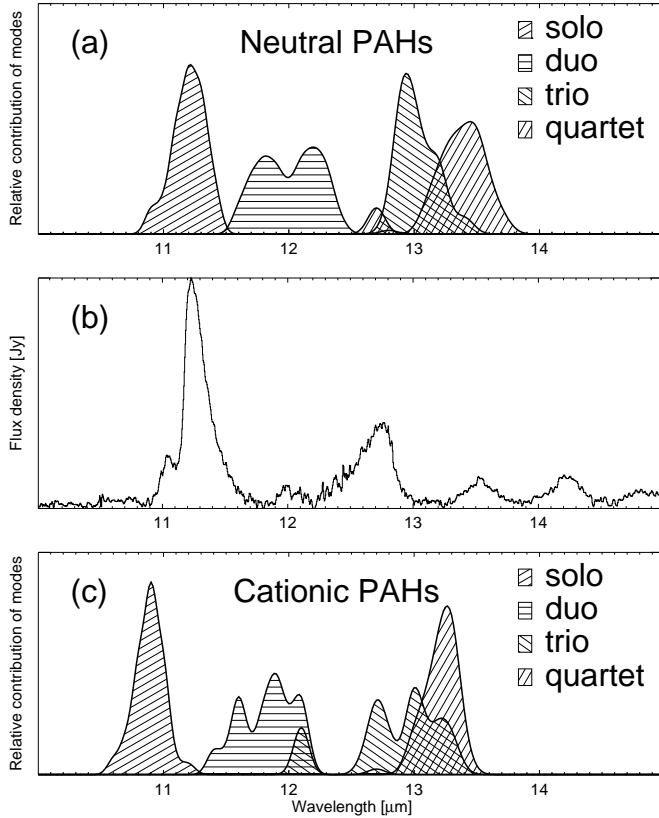 (a)
Neutral PAHs
solo
duo
trio
quartet
Relative contribution of modes
11
12
13
14
(b)
Flux density [Jy]
11
12
13
14
(c)
Cationic PAHs
solo
duo
trio
quartet
Relative contribution of modes
11
12
13
14
Wavelength [μm]